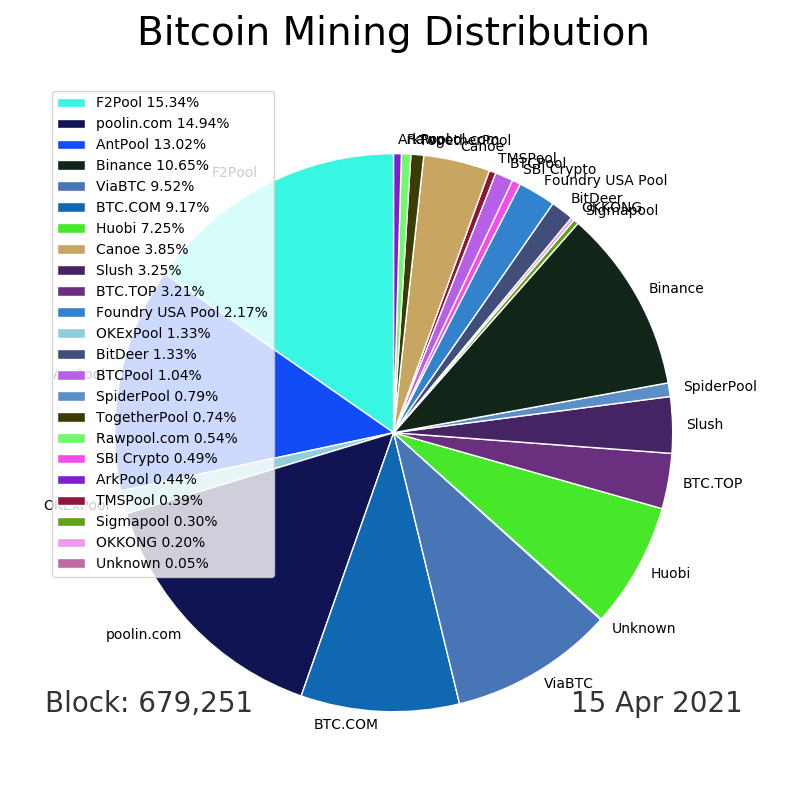 Bitcoin Mining Distribution
F2Pool 15.34%
poolin.com 14.94%
AntPool 13.02%
Binance 10.65%
ViaBTC 9.52%
BTC.COM 9.17%
Huobi 7.25%
Canoe 3.85%
Slush 3.25%
BTC.TOP 3.21%
Foundry USA Pool 2.17%
OKExPool 1.33%
BitDeer 1.33%
BTCPool 1.04%
SpiderPool 0.79%
TogetherPool 0.74%
Rawpool.com 0.54%
SBI Crypto 0.49%
ArkPool 0.44%
TMSPool 0.39%
Sigmapool 0.30%
OKKONG 0.20%
Unknown 0.05%
ArkPool
Rawpool.com
TogetherPool
Canoe
TMSPool
BTCPool
SBI Crypto
Foundry USA Pool
BitDeer
OKKONG
Sigmapool
Binance
SpiderPool
Slush
BTC.TOP
Huobi
Unknown
ViaBTC
BTC.COM
poolin.com
OKExPool
AntPool
F2Pool
Block: 679,251
15 Apr 2021